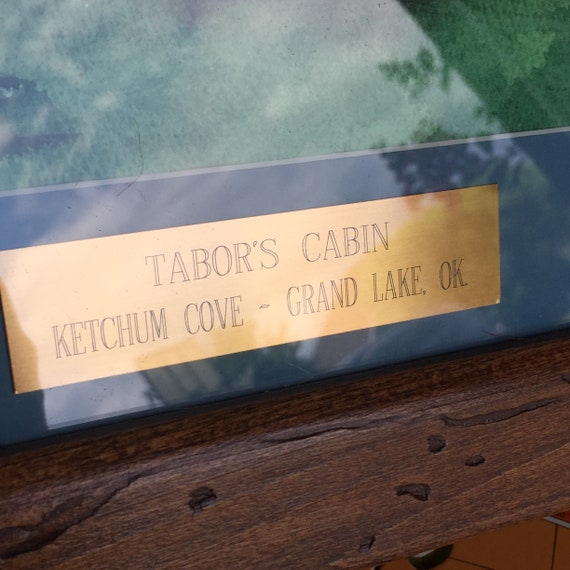 TABOR'S CABIN
KETCHUM COVE ~ GRAND LAKE, OK.